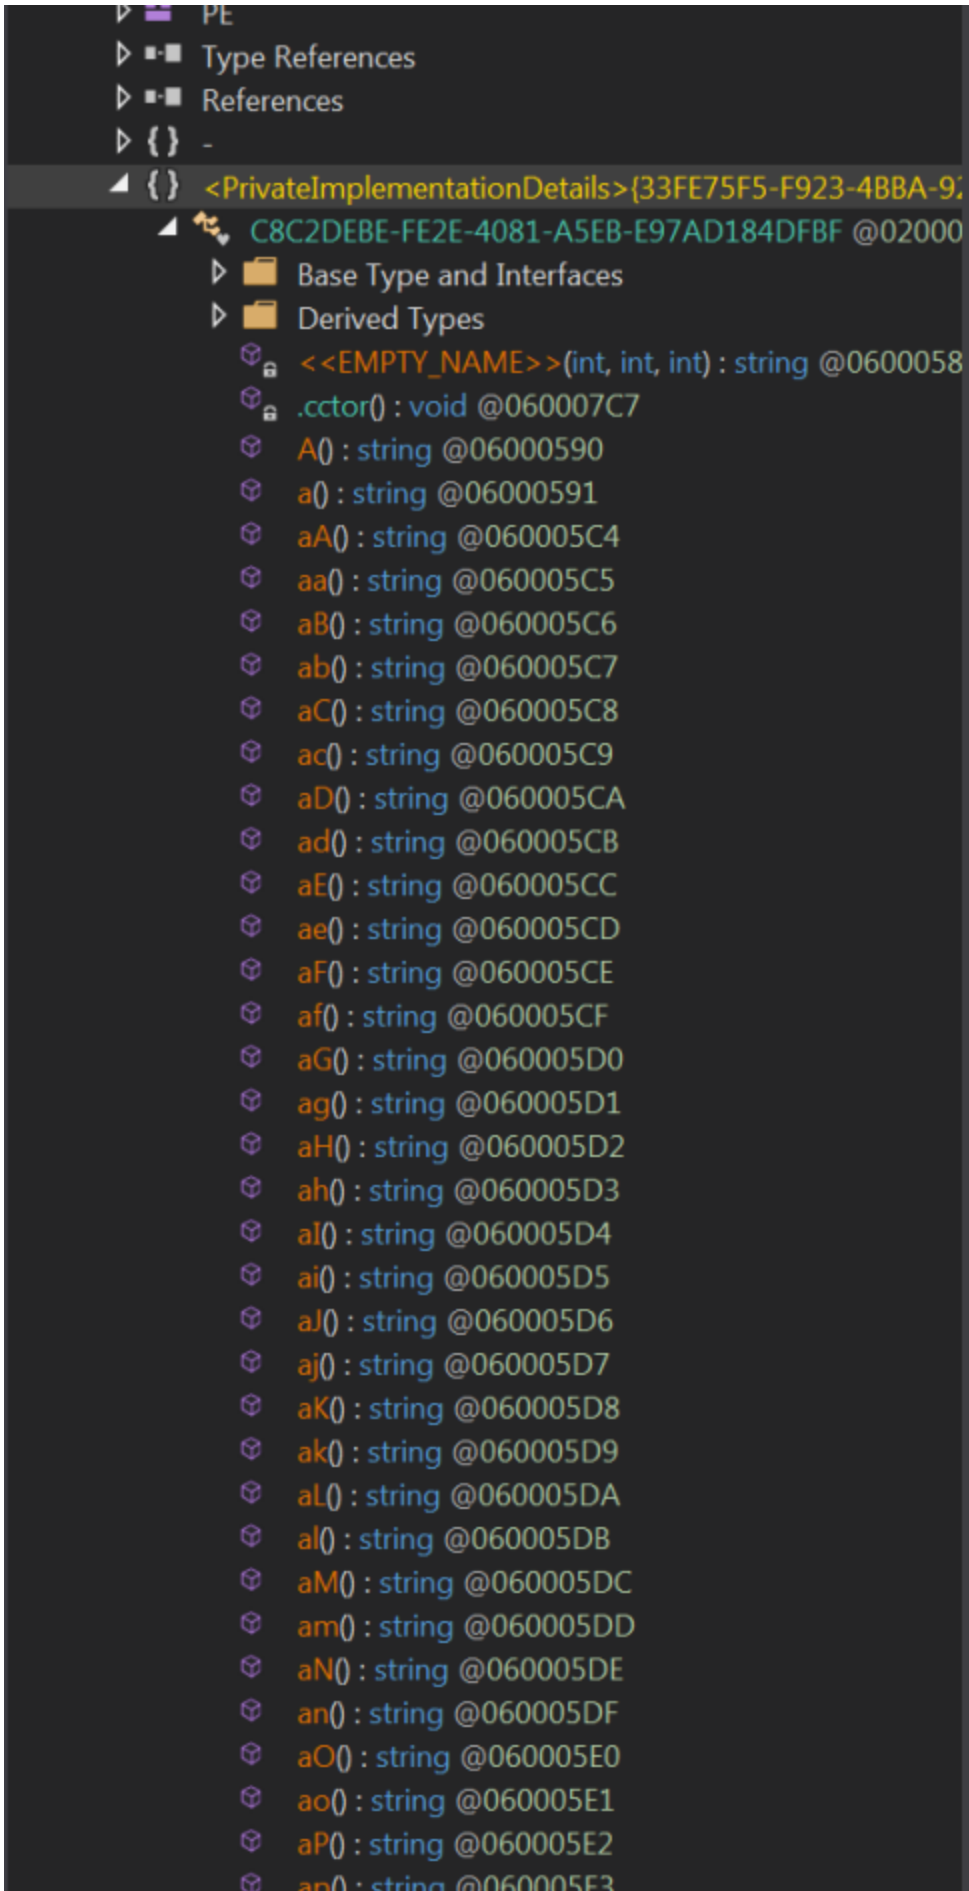 PE
Type References
References
{ } -
{ } <PrivateImplementationDetails>{33FE75F5-F923-4BBA-92
C8C2DEBE-FE2E-4081-A5EB-E97AD184DFBF @02000
Base Type and Interfaces
Derived Types
<<EMPTY_NAME>>(int, int, int) : string @0600058
.cctor() : void @060007C7
A() : string @06000590
a() : string @06000591
aA() : string @060005C4
aa() : string @060005C5
aB() : string @060005C6
ab() : string @060005C7
aC() : string @060005C8
ac() : string @060005C9
aD() : string @060005CA
ad() : string @060005CB
aE() : string @060005CC
ae() : string @060005CD
aF() : string @060005CE
af() : string @060005CF
aG() : string @060005D0
ag() : string @060005D1
aH() : string @060005D2
ah() : string @060005D3
aI() : string @060005D4
ai() : string @060005D5
aJ() : string @060005D6
aj() : string @060005D7
aK() : string @060005D8
ak() : string @060005D9
aL() : string @060005DA
al() : string @060005DB
aM() : string @060005DC
am() : string @060005DD
aN() : string @060005DE
an() : string @060005DF
aO() : string @060005E0
ao() : string @060005E1
aP() : string @060005E2
ap() : string @060005E3